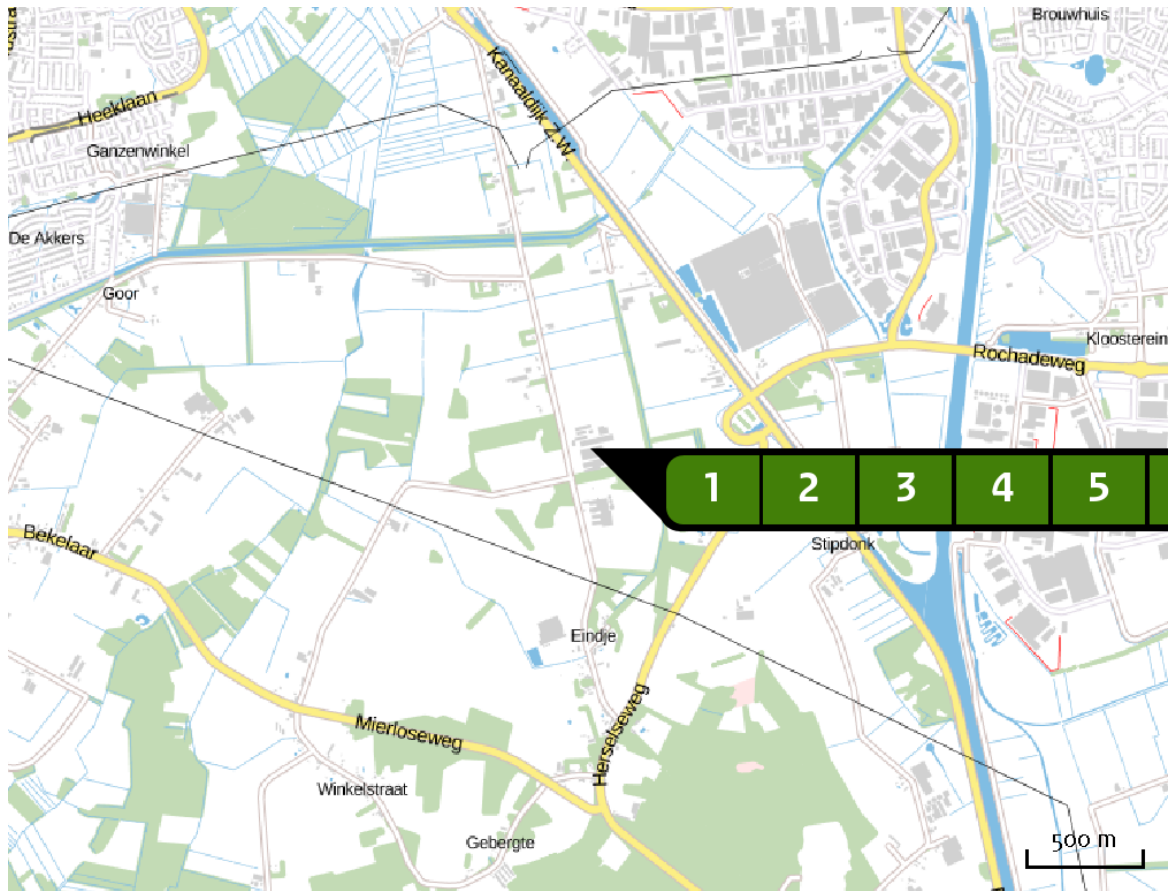 Brouwhuis
Kanaaldijk Z.W
Heeklaan
Ganzenwinkel
De Akkers
Goor
Kloosterein
Rochadeweg
1 2 3 4 5
Bekelaar
Stipdonk
Eindje
Herselseweg
Mierloseweg
Winkelstraat
Gebergte
500 m